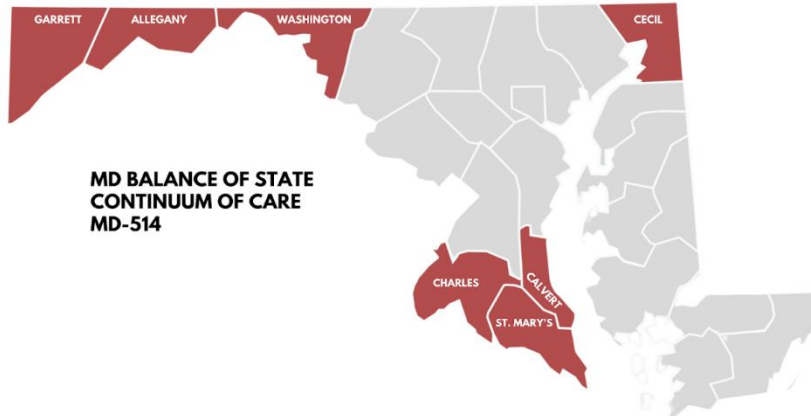 GARRETT
ALLEGANY
WASHINGTON
CECIL
MD BALANCE OF STATE
CONTINUUM OF CARE
MD-514
CHARLES
CALVERT
ST. MARY'S